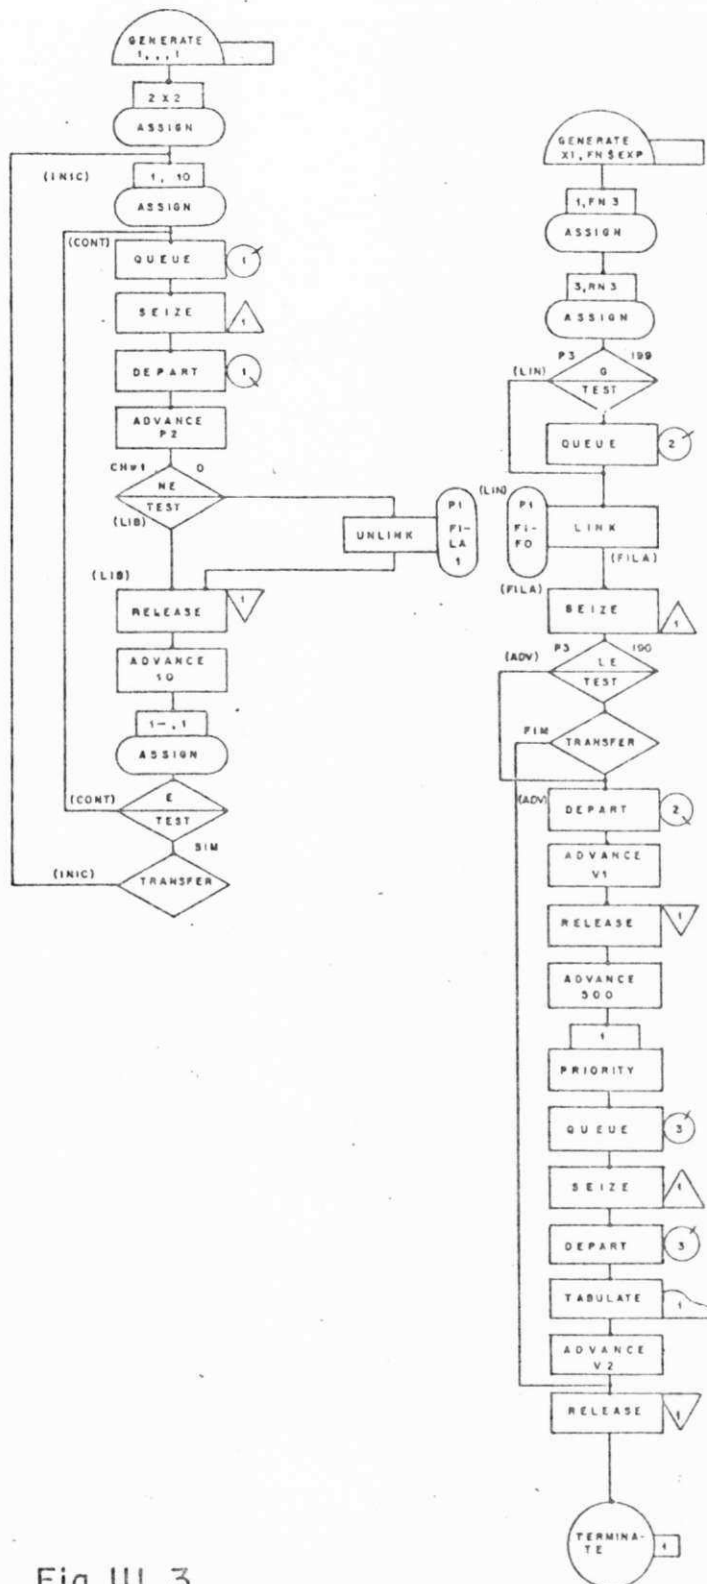 GENERATE
1,,,1
2 X 2
ASSIGN
(INIC)
1, 10
ASSIGN
(CONT)
QUEUE
1
SEIZE
1
DEPART
1
ADVANCE
P2
CH#1
0
NE
TEST
(LIB)
UNLINK
P1
FI-
LA
1
(LIB)
RELEASE
1
ADVANCE
10
1-, 1
ASSIGN
(CONT)
E
TEST
SIM
(INIC)
TRANSFER
GENERATE
X1, FN$EXP
1, FN3
ASSIGN
3, RN3
ASSIGN
P3
199
(LIN)
G
TEST
QUEUE
2
(LIN)
P1
FI-
FO
LINK
(FILA)
(FILA)
SEIZE
1
P3
190
(ADV)
LE
TEST
FIM
TRANSFER
(ADV)
DEPART
2
ADVANCE
V1
RELEASE
1
ADVANCE
500
1
PRIORITY
QUEUE
3
SEIZE
1
DEPART
3
TABULATE
1
ADVANCE
V2
RELEASE
1
TERMINA-
TE
1
Fig III 3